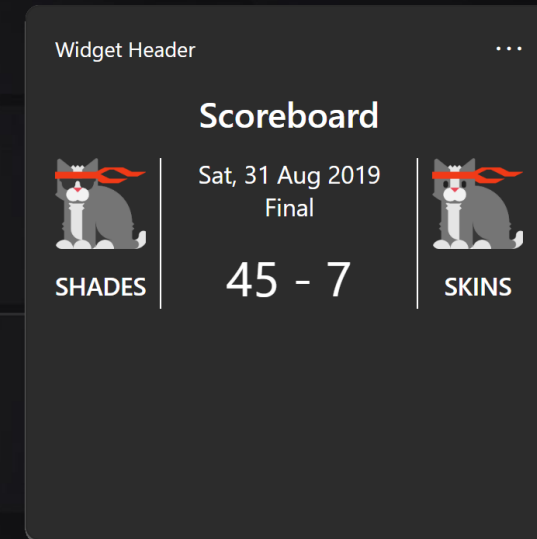 Widget Header
Scoreboard
Sat, 31 Aug 2019
Final
45 - 7
SHADES
SKINS